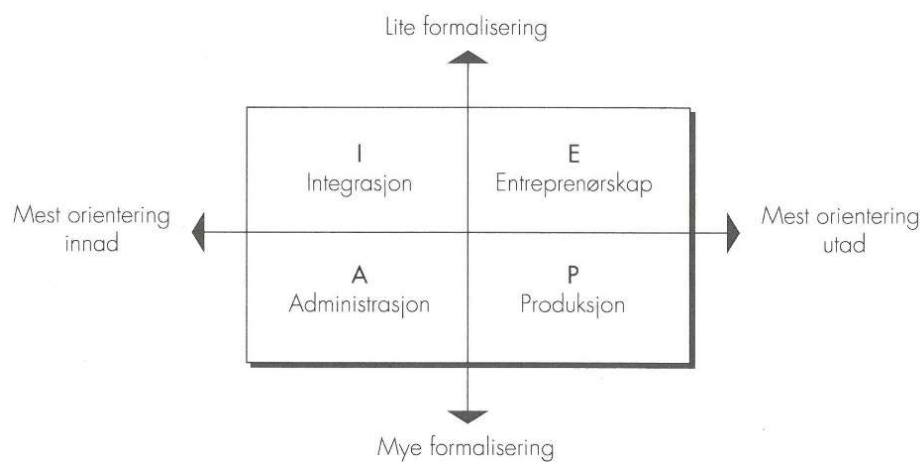 Lite formalisering
I
Integrasjon
E
Entreprenørskap
Mest orientering
innad
Mest orientering
utad
A
Administrasjon
P
Produksjon
Mye formalisering